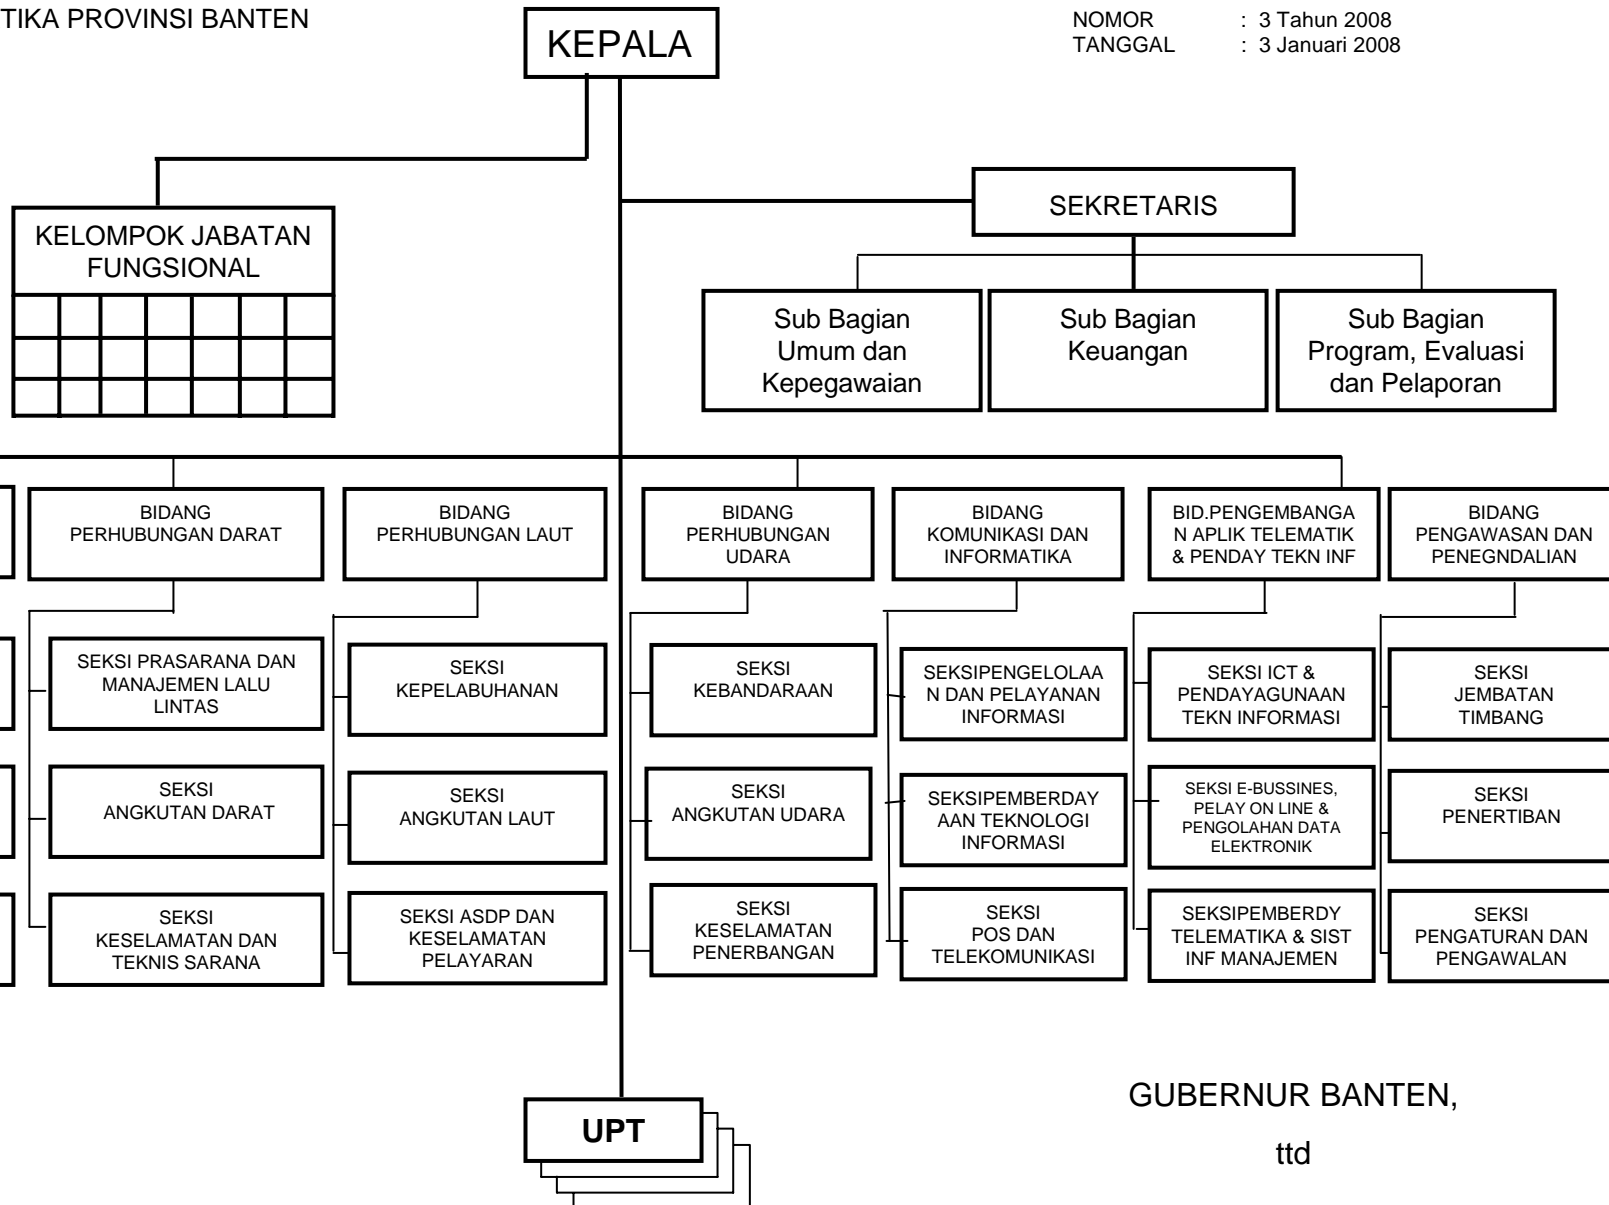 TIKA PROVINSI BANTEN
NOMOR : 3 Tahun 2008
TANGGAL : 3 Januari 2008
KEPALA
SEKRETARIS
KELOMPOK JABATAN
FUNGSIONAL
Sub Bagian
Umum dan
Kepegawaian
Sub Bagian
Keuangan
Sub Bagian
Program, Evaluasi
dan Pelaporan
BIDANG
PERHUBUNGAN DARAT
BIDANG
PERHUBUNGAN LAUT
BIDANG
PERHUBUNGAN
UDARA
BIDANG
KOMUNIKASI DAN
INFORMATIKA
BID.PENGEMBANGA
N APLIK TELEMATIK
& PENDAY TEKN INF
BIDANG
PENGAWASAN DAN
PENEGNDALIAN
SEKSI PRASARANA DAN
MANAJEMEN LALU
LINTAS
SEKSI
KEPELABUHANAN
SEKSI
KEBANDARAAN
SEKSIPENGELOLAA
N DAN PELAYANAN
INFORMASI
SEKSI ICT &
PENDAYAGUNAAN
TEKN INFORMASI
SEKSI
JEMBATAN
TIMBANG
SEKSI
ANGKUTAN DARAT
SEKSI
ANGKUTAN LAUT
SEKSI
ANGKUTAN UDARA
SEKSIPEMBERDAY
AAN TEKNOLOGI
INFORMASI
SEKSI E-BUSSINES,
PELAY ON LINE &
PENGOLAHAN DATA
ELEKTRONIK
SEKSI
PENERTIBAN
SEKSI
KESELAMATAN DAN
TEKNIS SARANA
SEKSI ASDP DAN
KESELAMATAN
PELAYARAN
SEKSI
KESELAMATAN
PENERBANGAN
SEKSI
POS DAN
TELEKOMUNIKASI
SEKSIPEMBERDY
TELEMATIKA & SIST
INF MANAJEMEN
SEKSI
PENGATURAN DAN
PENGAWALAN
UPT
GUBERNUR BANTEN,
ttd